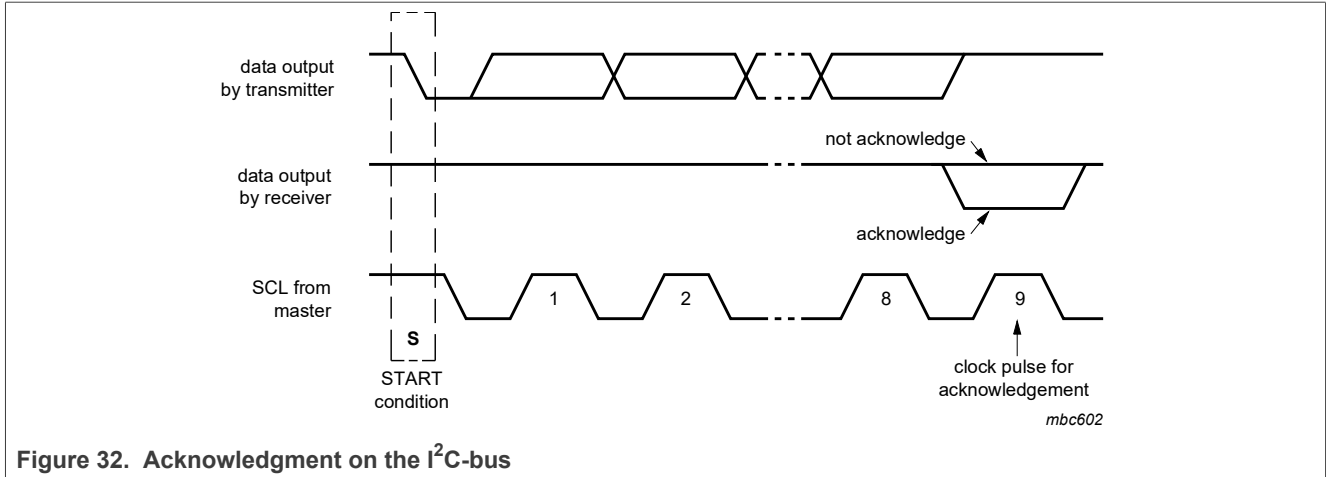 data output
by transmitter
not acknowledge
data output
by receiver
acknowledge
SCL from
master
1
2
8
9
S
START
condition
clock pulse for
acknowledgement
mbc602
Figure 32. Acknowledgment on the I²C-bus